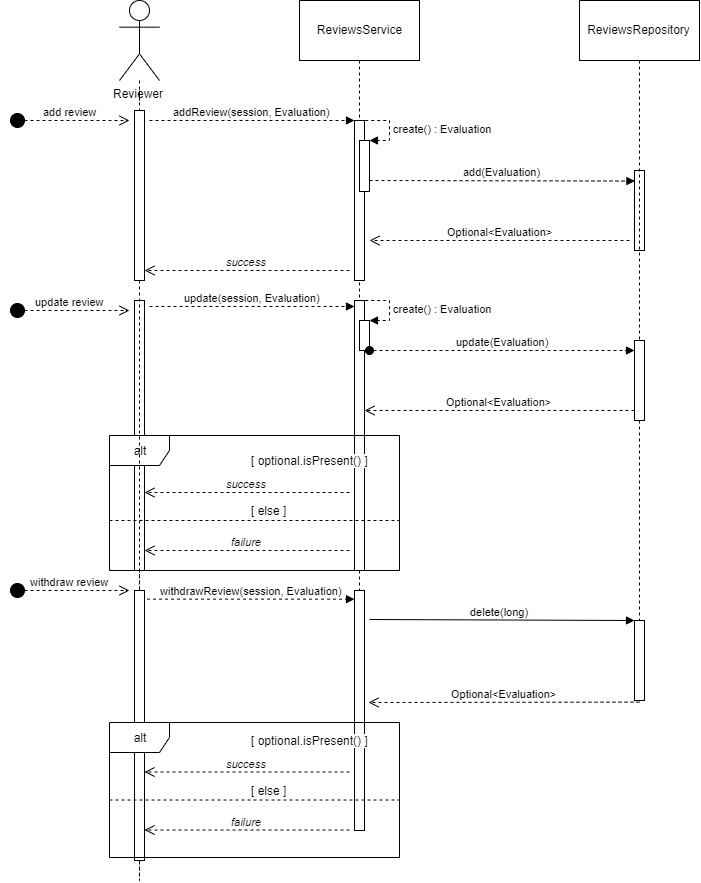 ReviewsService
ReviewsRepository
Reviewer
add review
addReview(session, Evaluation)
create() : Evaluation
add(Evaluation)
Optional<Evaluation>
success
update review
update(session, Evaluation)
create() : Evaluation
update(Evaluation)
Optional<Evaluation>
alt
[ optional.isPresent() ]
success
[ else ]
failure
withdraw review
withdrawReview(session, Evaluation)
delete(long)
Optional<Evaluation>
alt
[ optional.isPresent() ]
success
[ else ]
failure